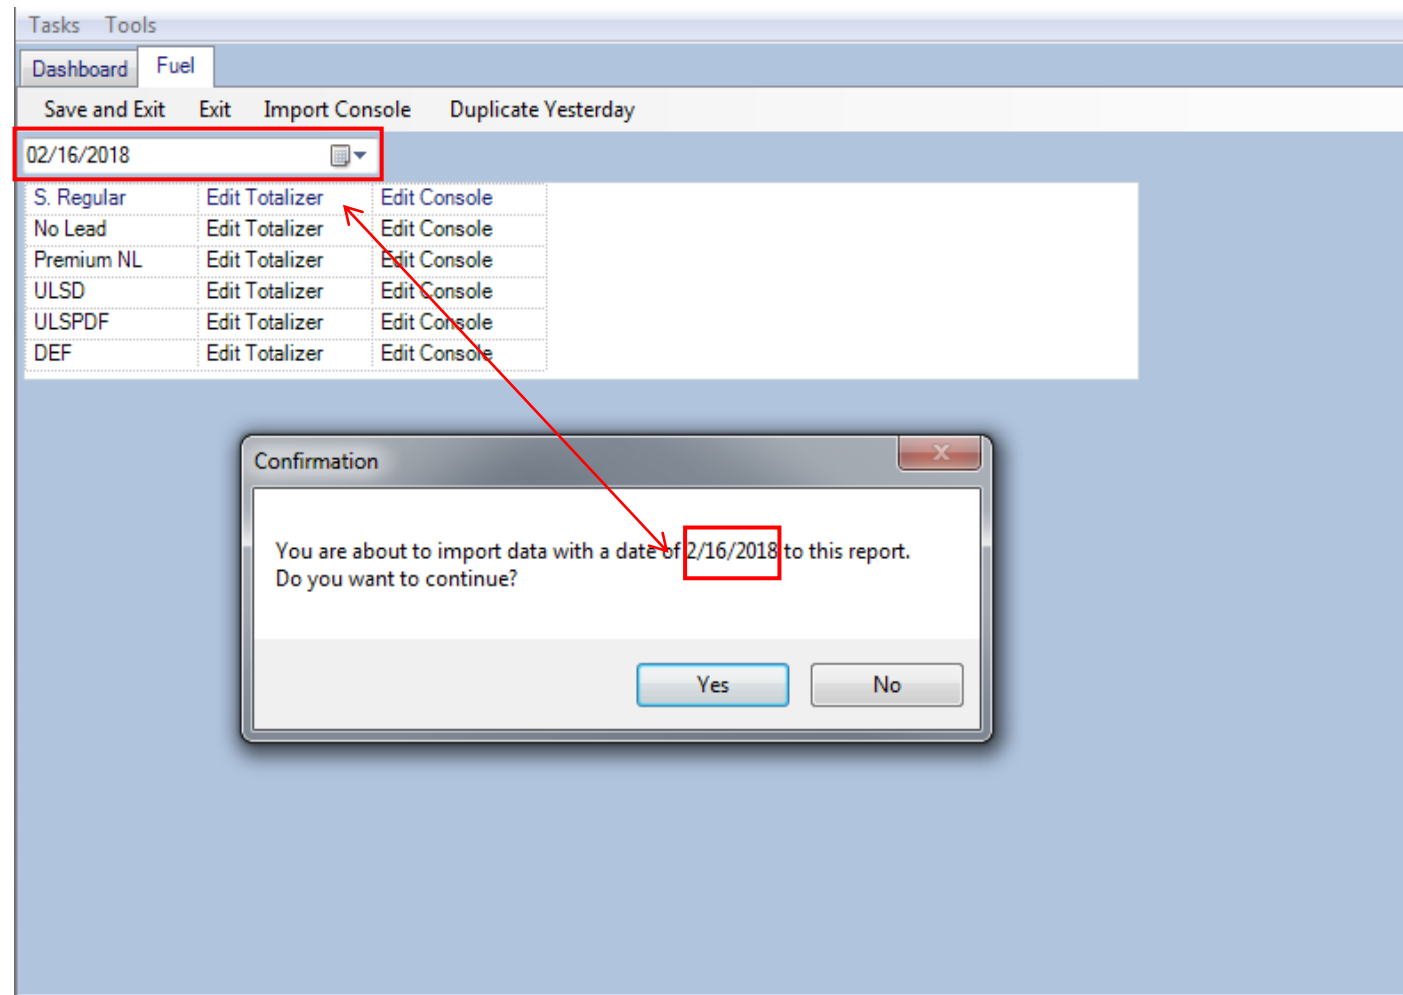 Tasks Tools
Dashboard Fuel
Save and Exit Exit Import Console Duplicate Yesterday
02/16/2018
S. Regular Edit Totalizer Edit Console
No Lead Edit Totalizer Edit Console
Premium NL Edit Totalizer Edit Console
ULSD Edit Totalizer Edit Console
ULSPDF Edit Totalizer Edit Console
DEF Edit Totalizer Edit Console
Confirmation
X
You are about to import data with a date of 2/16/2018 to this report.
Do you want to continue?
Yes No